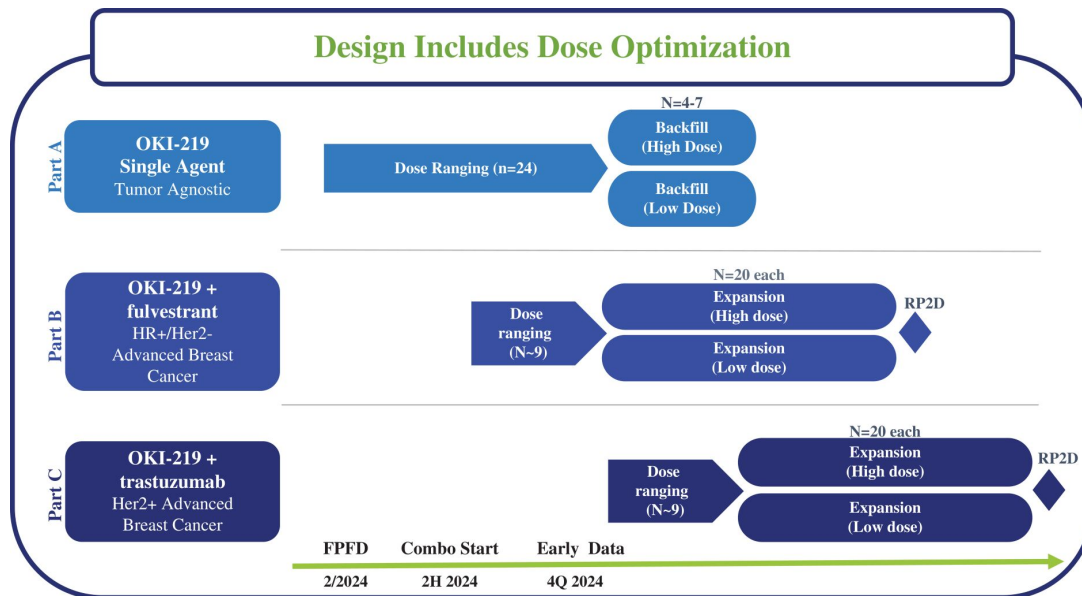 Design Includes Dose Optimization
Part A
OKI-219
Single Agent
Tumor Agnostic
Dose Ranging (n=24)
N=4-7
Backfill
(High Dose)
Backfill
(Low Dose)
Part B
OKI-219 +
fulvestrant
HR+/Her2-
Advanced Breast
Cancer
Dose
ranging
(N~9)
N=20 each
Expansion
(High dose)
Expansion
(Low dose)
RP2D
Part C
OKI-219 +
trastuzumab
Her2+ Advanced
Breast Cancer
Dose
ranging
(N~9)
N=20 each
Expansion
(High dose)
Expansion
(Low dose)
RP2D
FPFD Combo Start Early Data
2/2024 2H 2024 4Q 2024